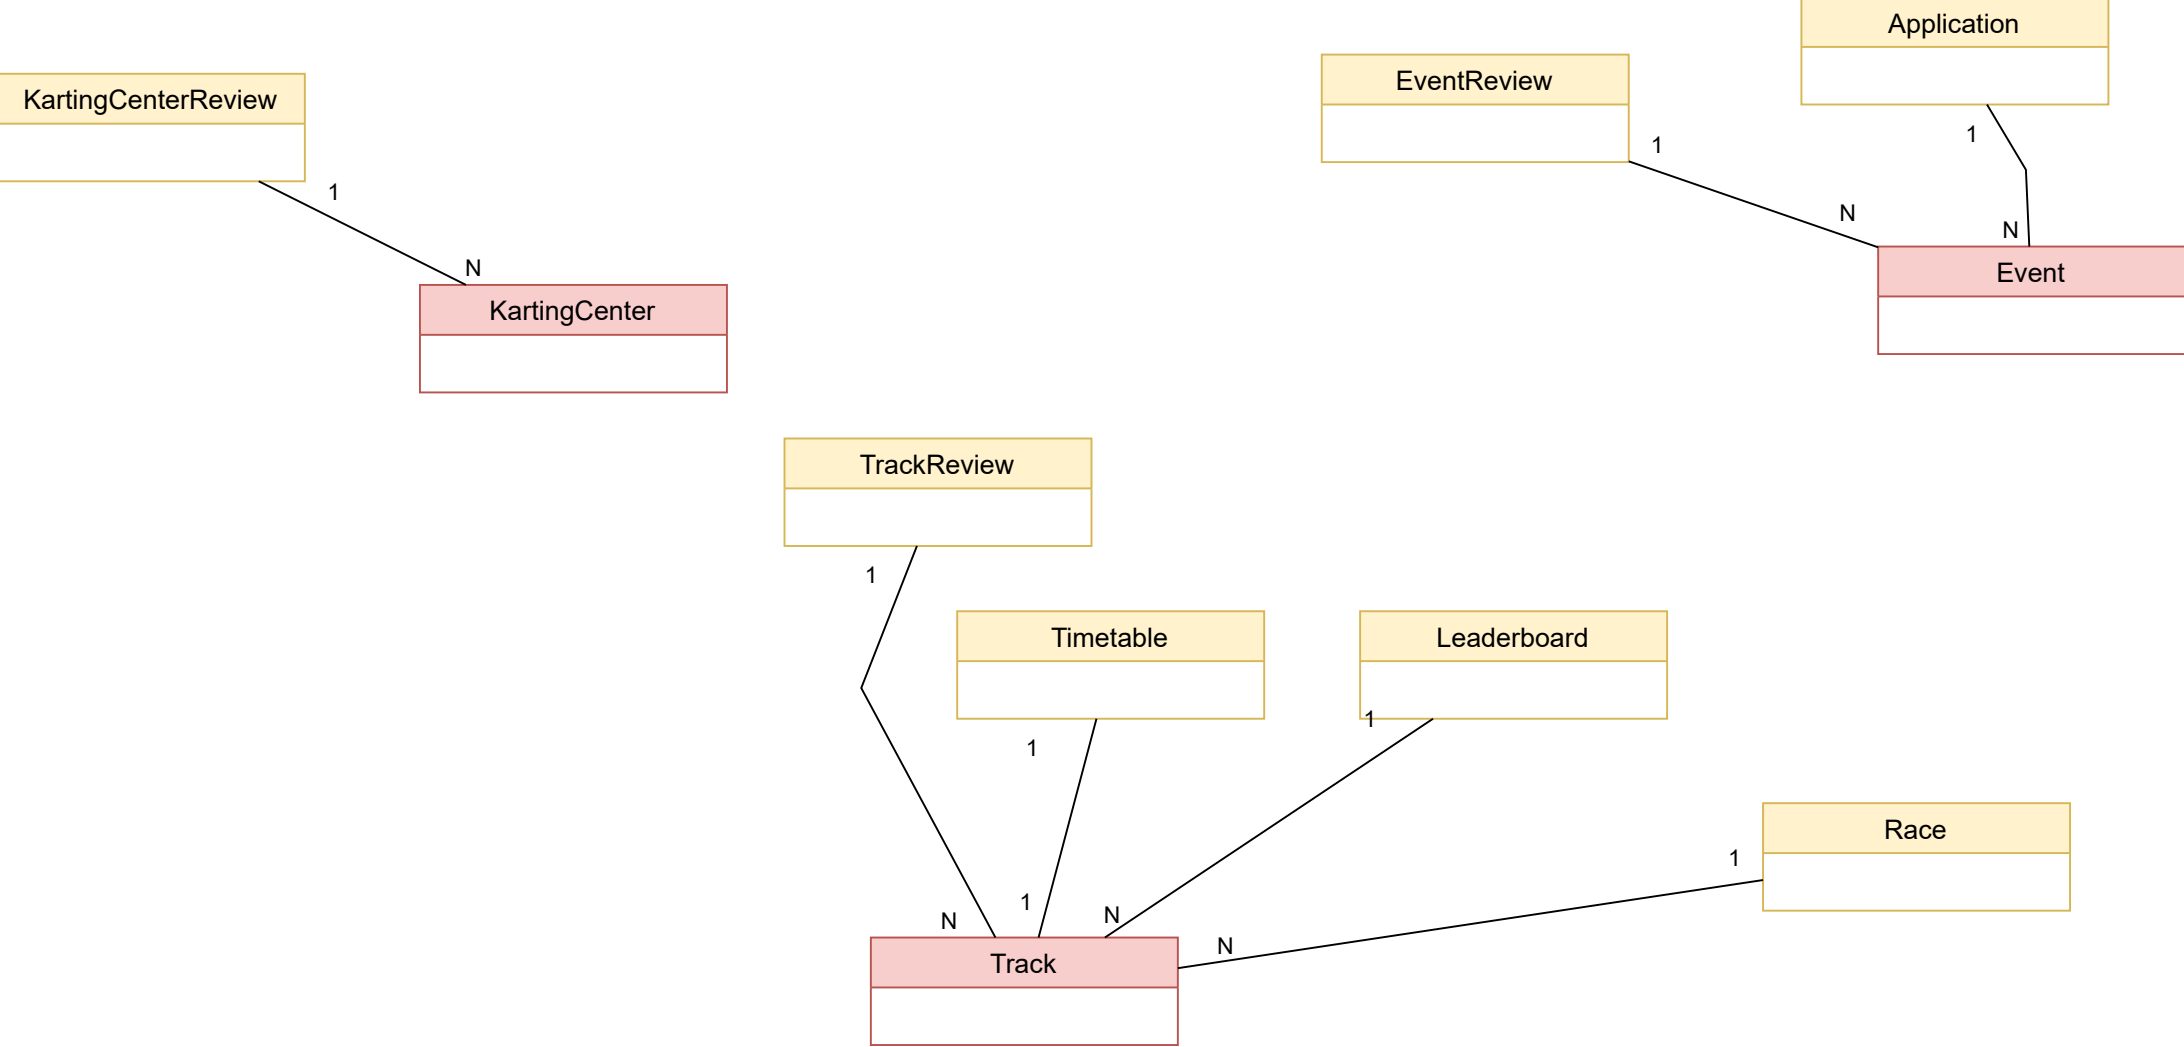 Application
EventReview
KartingCenterReview
1
1
1
N
N
N
Event
KartingCenter
TrackReview
1
Timetable
Leaderboard
1
1
Race
1
1
N
N
N
Track